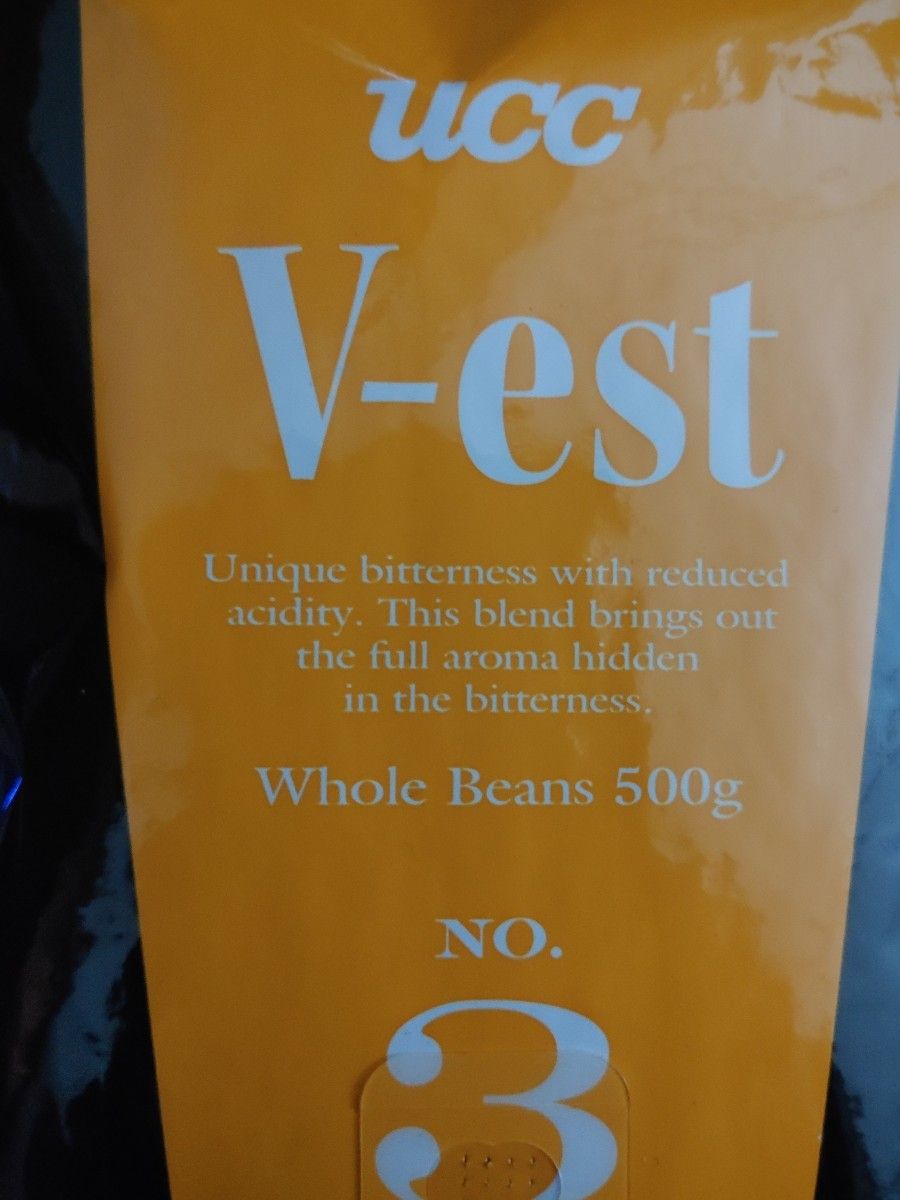 ucc
V-est
Unique bitterness with reduced
acidity. This blend brings out
the full aroma hidden
in the bitterness.
Whole Beans 500g
NO.
3